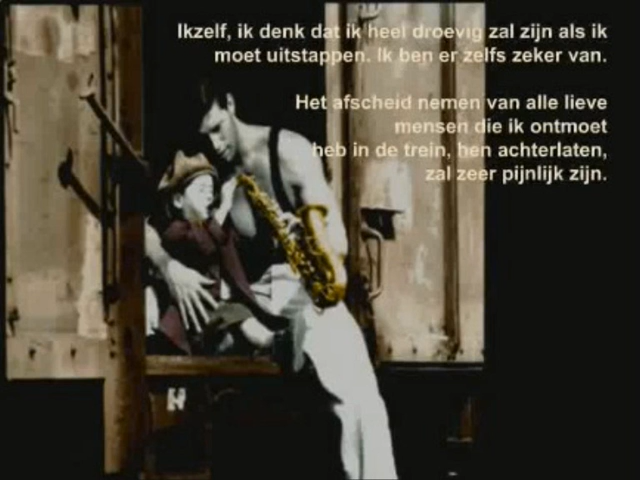 Ikzelf, ik denk dat ik heel droevig zal zijn als ik
moet uitstappen. Ik ben er zelfs zeker van.
Het afscheid nemen van alle lieve
mensen die ik ontmoet
heb in de trein, hen achterlaten,
zal zeer pijnlijk zijn.
H